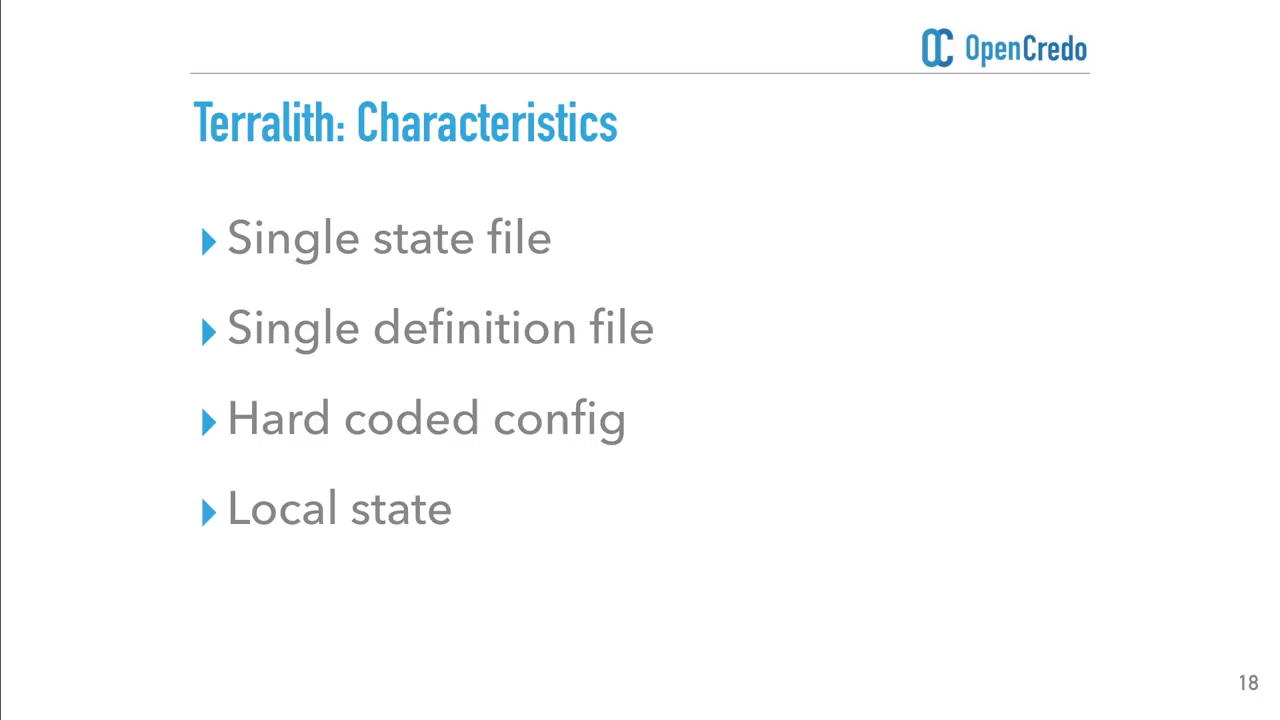 OpenCredo
Terralith: Characteristics
Single state file
Single definition file
Hard coded config
Local state
18